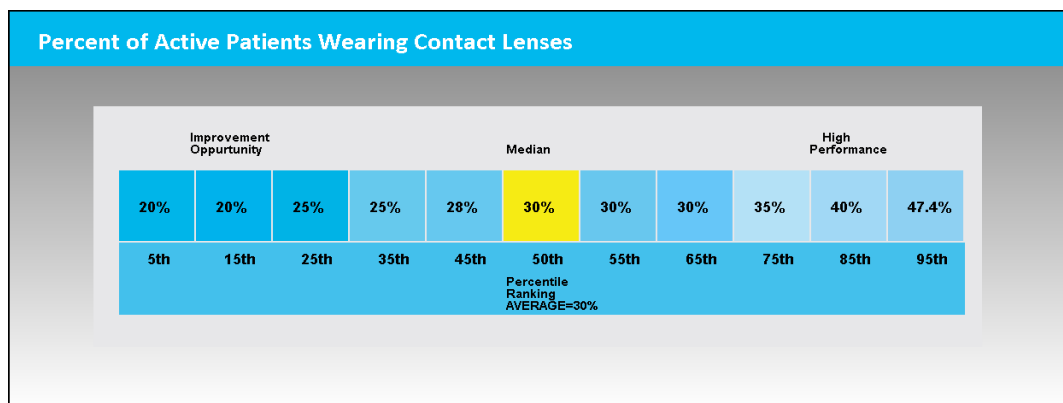 Percent of Active Patients Wearing Contact Lenses
Improvement
Oppurtunity
Median
High
Performance
20% 20% 25% 25% 28% 30% 30% 30% 35% 40% 47.4%
5th 15th 25th 35th 45th 50th 55th 65th 75th 85th 95th
Percentile
Ranking
AVERAGE=30%